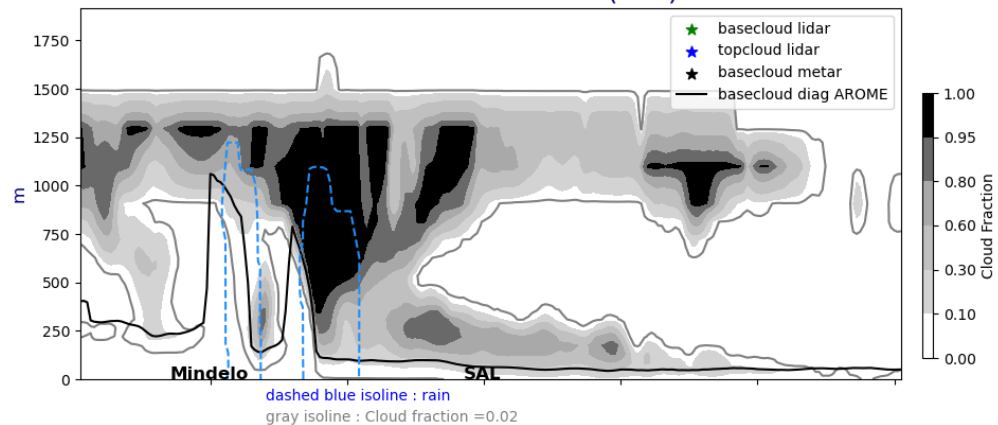 basecloud lidar
topcloud lidar
basecloud metar
basecloud diag AROME
1750
1500
1250
1000
750
500
250
0
m
Mindelo
SAL
dashed blue isoline : rain
gray isoline : Cloud fraction =0.02
1.00
0.95
0.80
0.60
0.30
0.10
0.00
Cloud Fraction